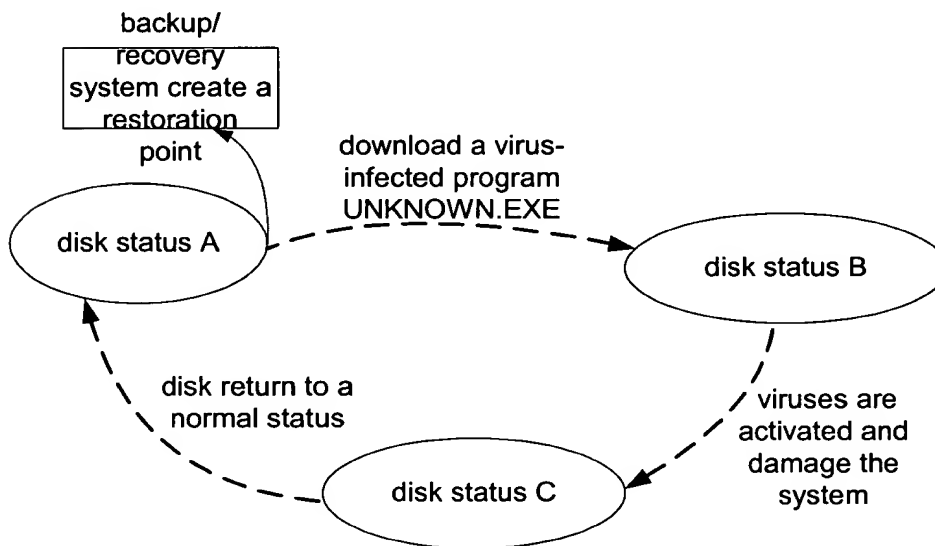 backup/
recovery
system create a
restoration
point
download a virus-
infected program
UNKNOWN.EXE
disk status A
disk status B
disk return to a
normal status
viruses are
activated and
damage the
system
disk status C